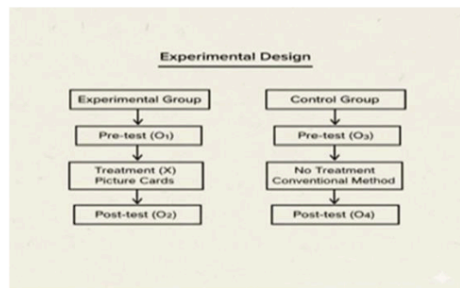 Experimental Design
Experimental Group
Pre-test (O₁)
Treatment (X)
Picture Cards
Post-test (O₂)
Control Group
Pre-test (O₃)
No Treatment
Conventional Method
Post-test (O₄)